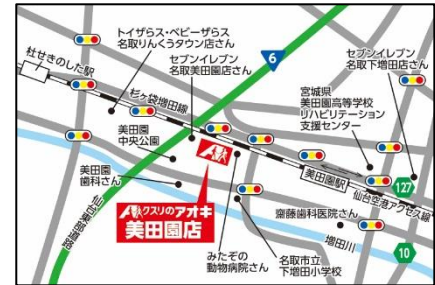 トイザらス・ベビーザらス
名取りんくうタウン店さん
セブンイレブン
名取美田園店さん
6
セブンイレブン
名取下増田店さん
杜せきのした駅
杉ヶ袋増田線
宮城県
美田園高等学校
リハビリテーション
支援センター
美田園
中央公園
美田園
歯科さん
美田園駅
127
仙台空港アクセス線
クスリのアオキ
美田園店
仙台東部道路
みたぞの
動物病院さん
名取市立
下増田小学校
齋藤歯科医院さん
増田川
10